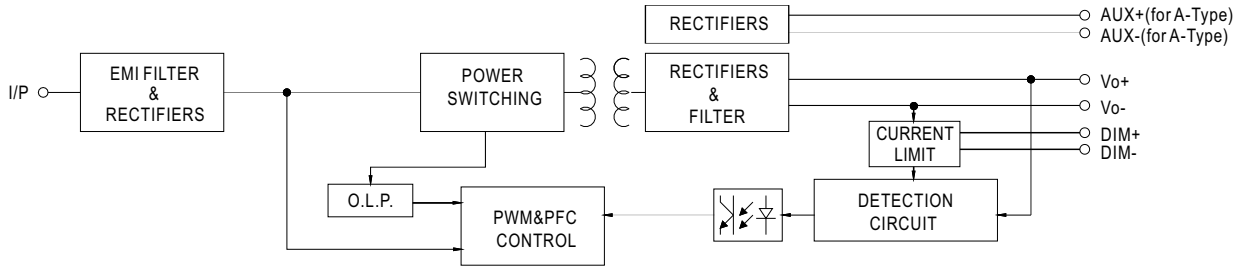 RECTIFIERS
AUX+(for A-Type)
AUX-(for A-Type)
I/P
EMI FILTER
&
RECTIFIERS
POWER
SWITCHING
RECTIFIERS
&
FILTER
Vo+
Vo-
CURRENT
LIMIT
DIM+
DIM-
O.L.P.
PWM&PFC
CONTROL
DETECTION
CIRCUIT